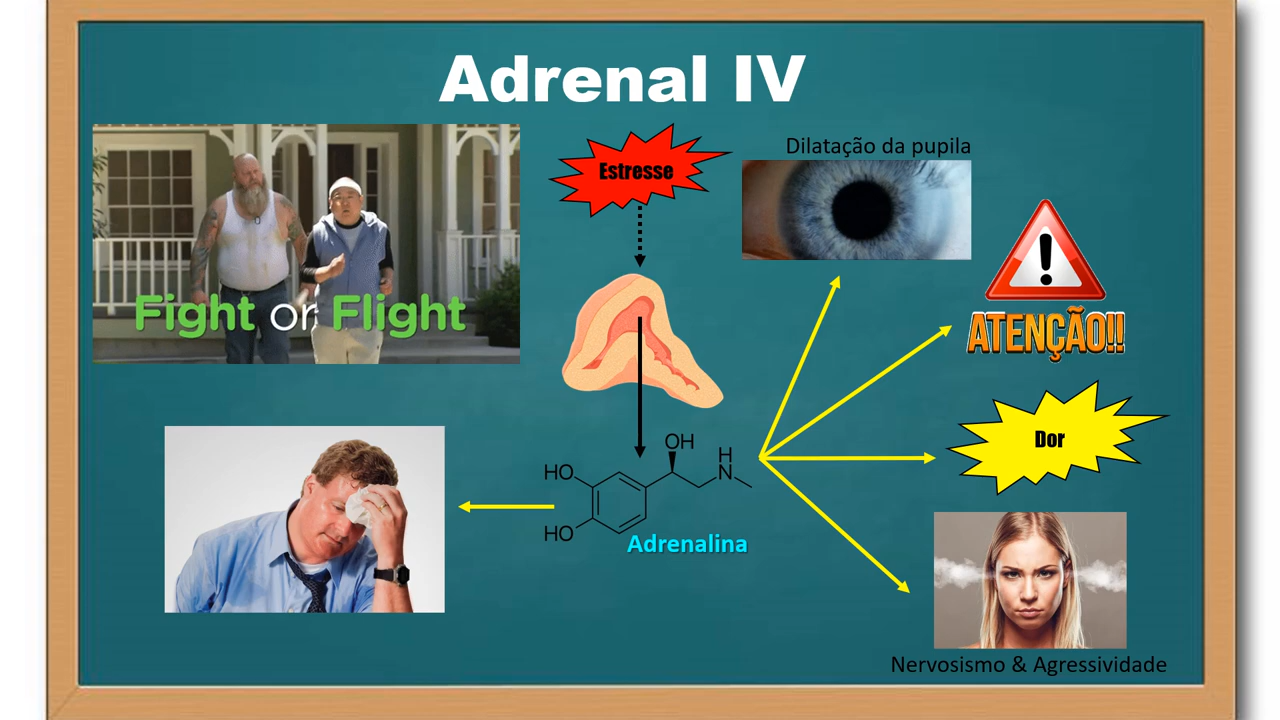 Adrenal IV
Fight or Flight
Estresse
Dilatação da pupila
ATENÇÃO!!
Dor
OH
H
N
HO
HO
Adrenalina
Nervosismo & Agressividade